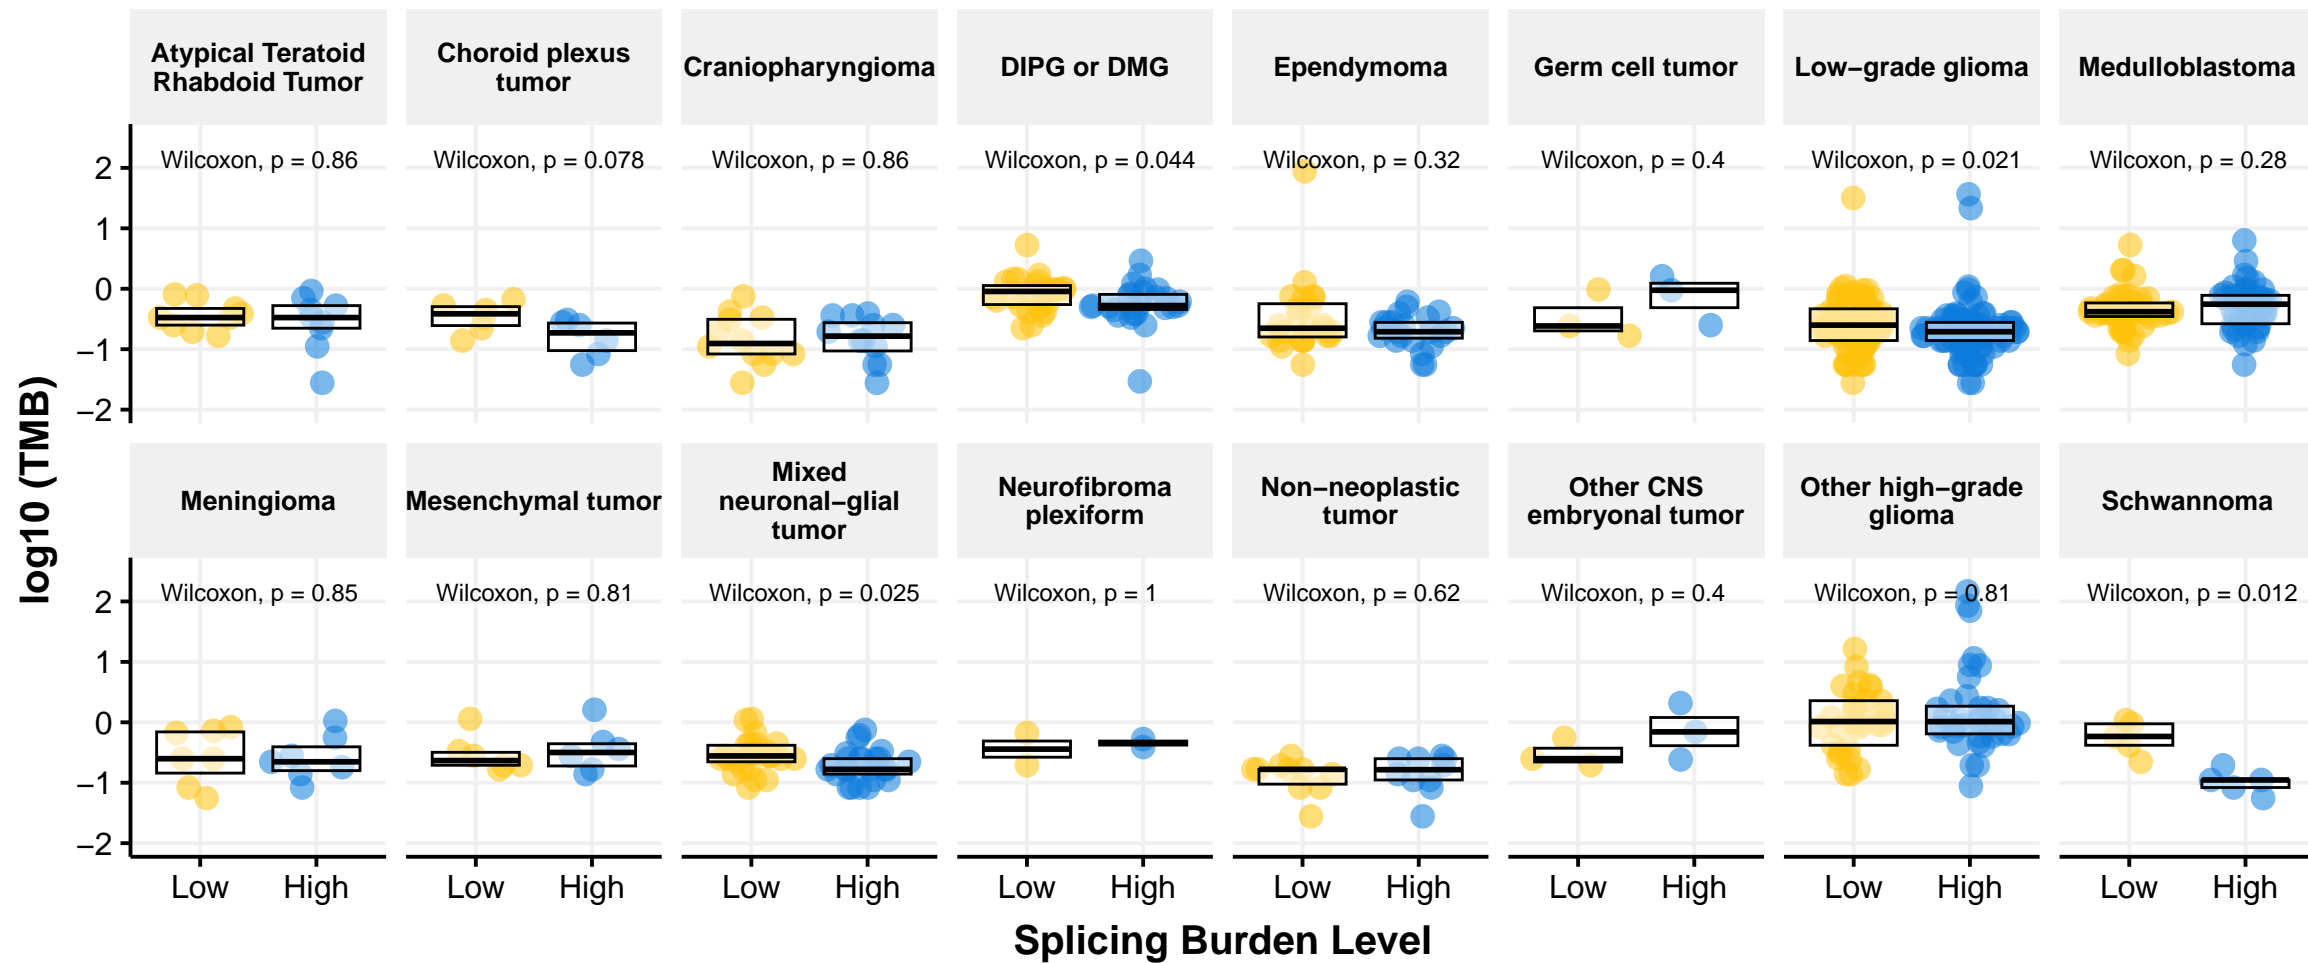 Atypical Teratoid
Rhabdoid Tumor
Choroid plexus
tumor
Craniopharyngioma
DIPG or DMG
Ependymoma
Germ cell tumor
Low−grade glioma
Medulloblastoma
Wilcoxon, p = 0.86
Wilcoxon, p = 0.078
Wilcoxon, p = 0.86
Wilcoxon, p = 0.044
Wilcoxon, p = 0.32
Wilcoxon, p = 0.4
Wilcoxon, p = 0.021
Wilcoxon, p = 0.28
2
1
0
−1
−2
log10 (TMB)
Meningioma
Mesenchymal tumor
Mixed
neuronal−glial
tumor
Neurofibroma
plexiform
Non−neoplastic
tumor
Other CNS
embryonal tumor
Other high−grade
glioma
Schwannoma
Wilcoxon, p = 0.85
Wilcoxon, p = 0.81
Wilcoxon, p = 0.025
Wilcoxon, p = 1
Wilcoxon, p = 0.62
Wilcoxon, p = 0.4
Wilcoxon, p = 0.81
Wilcoxon, p = 0.012
2
1
0
−1
−2
Low High Low High Low High Low High Low High Low High Low High Low High
Splicing Burden Level